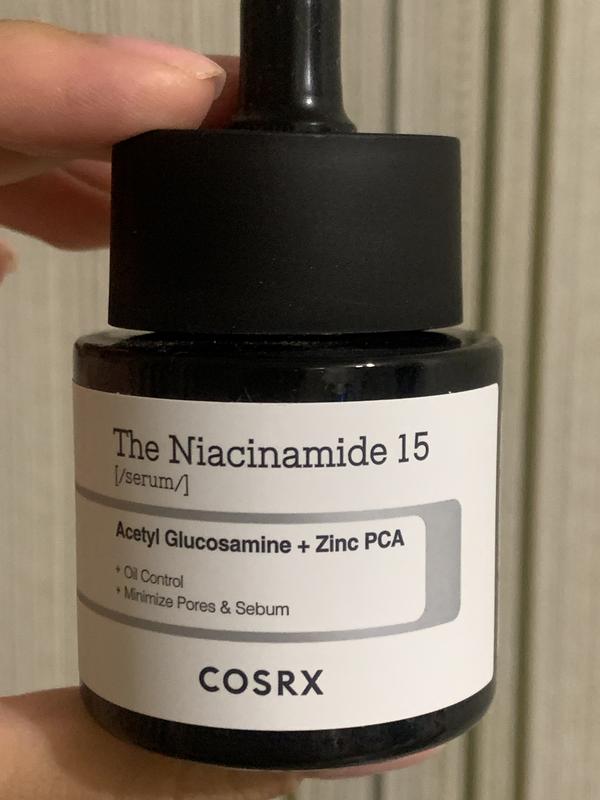 The Niacinamide 15
[/serum/]
Acetyl Glucosamine + Zinc PCA
+ Oil Control
+ Minimize Pores & Sebum
COSRX